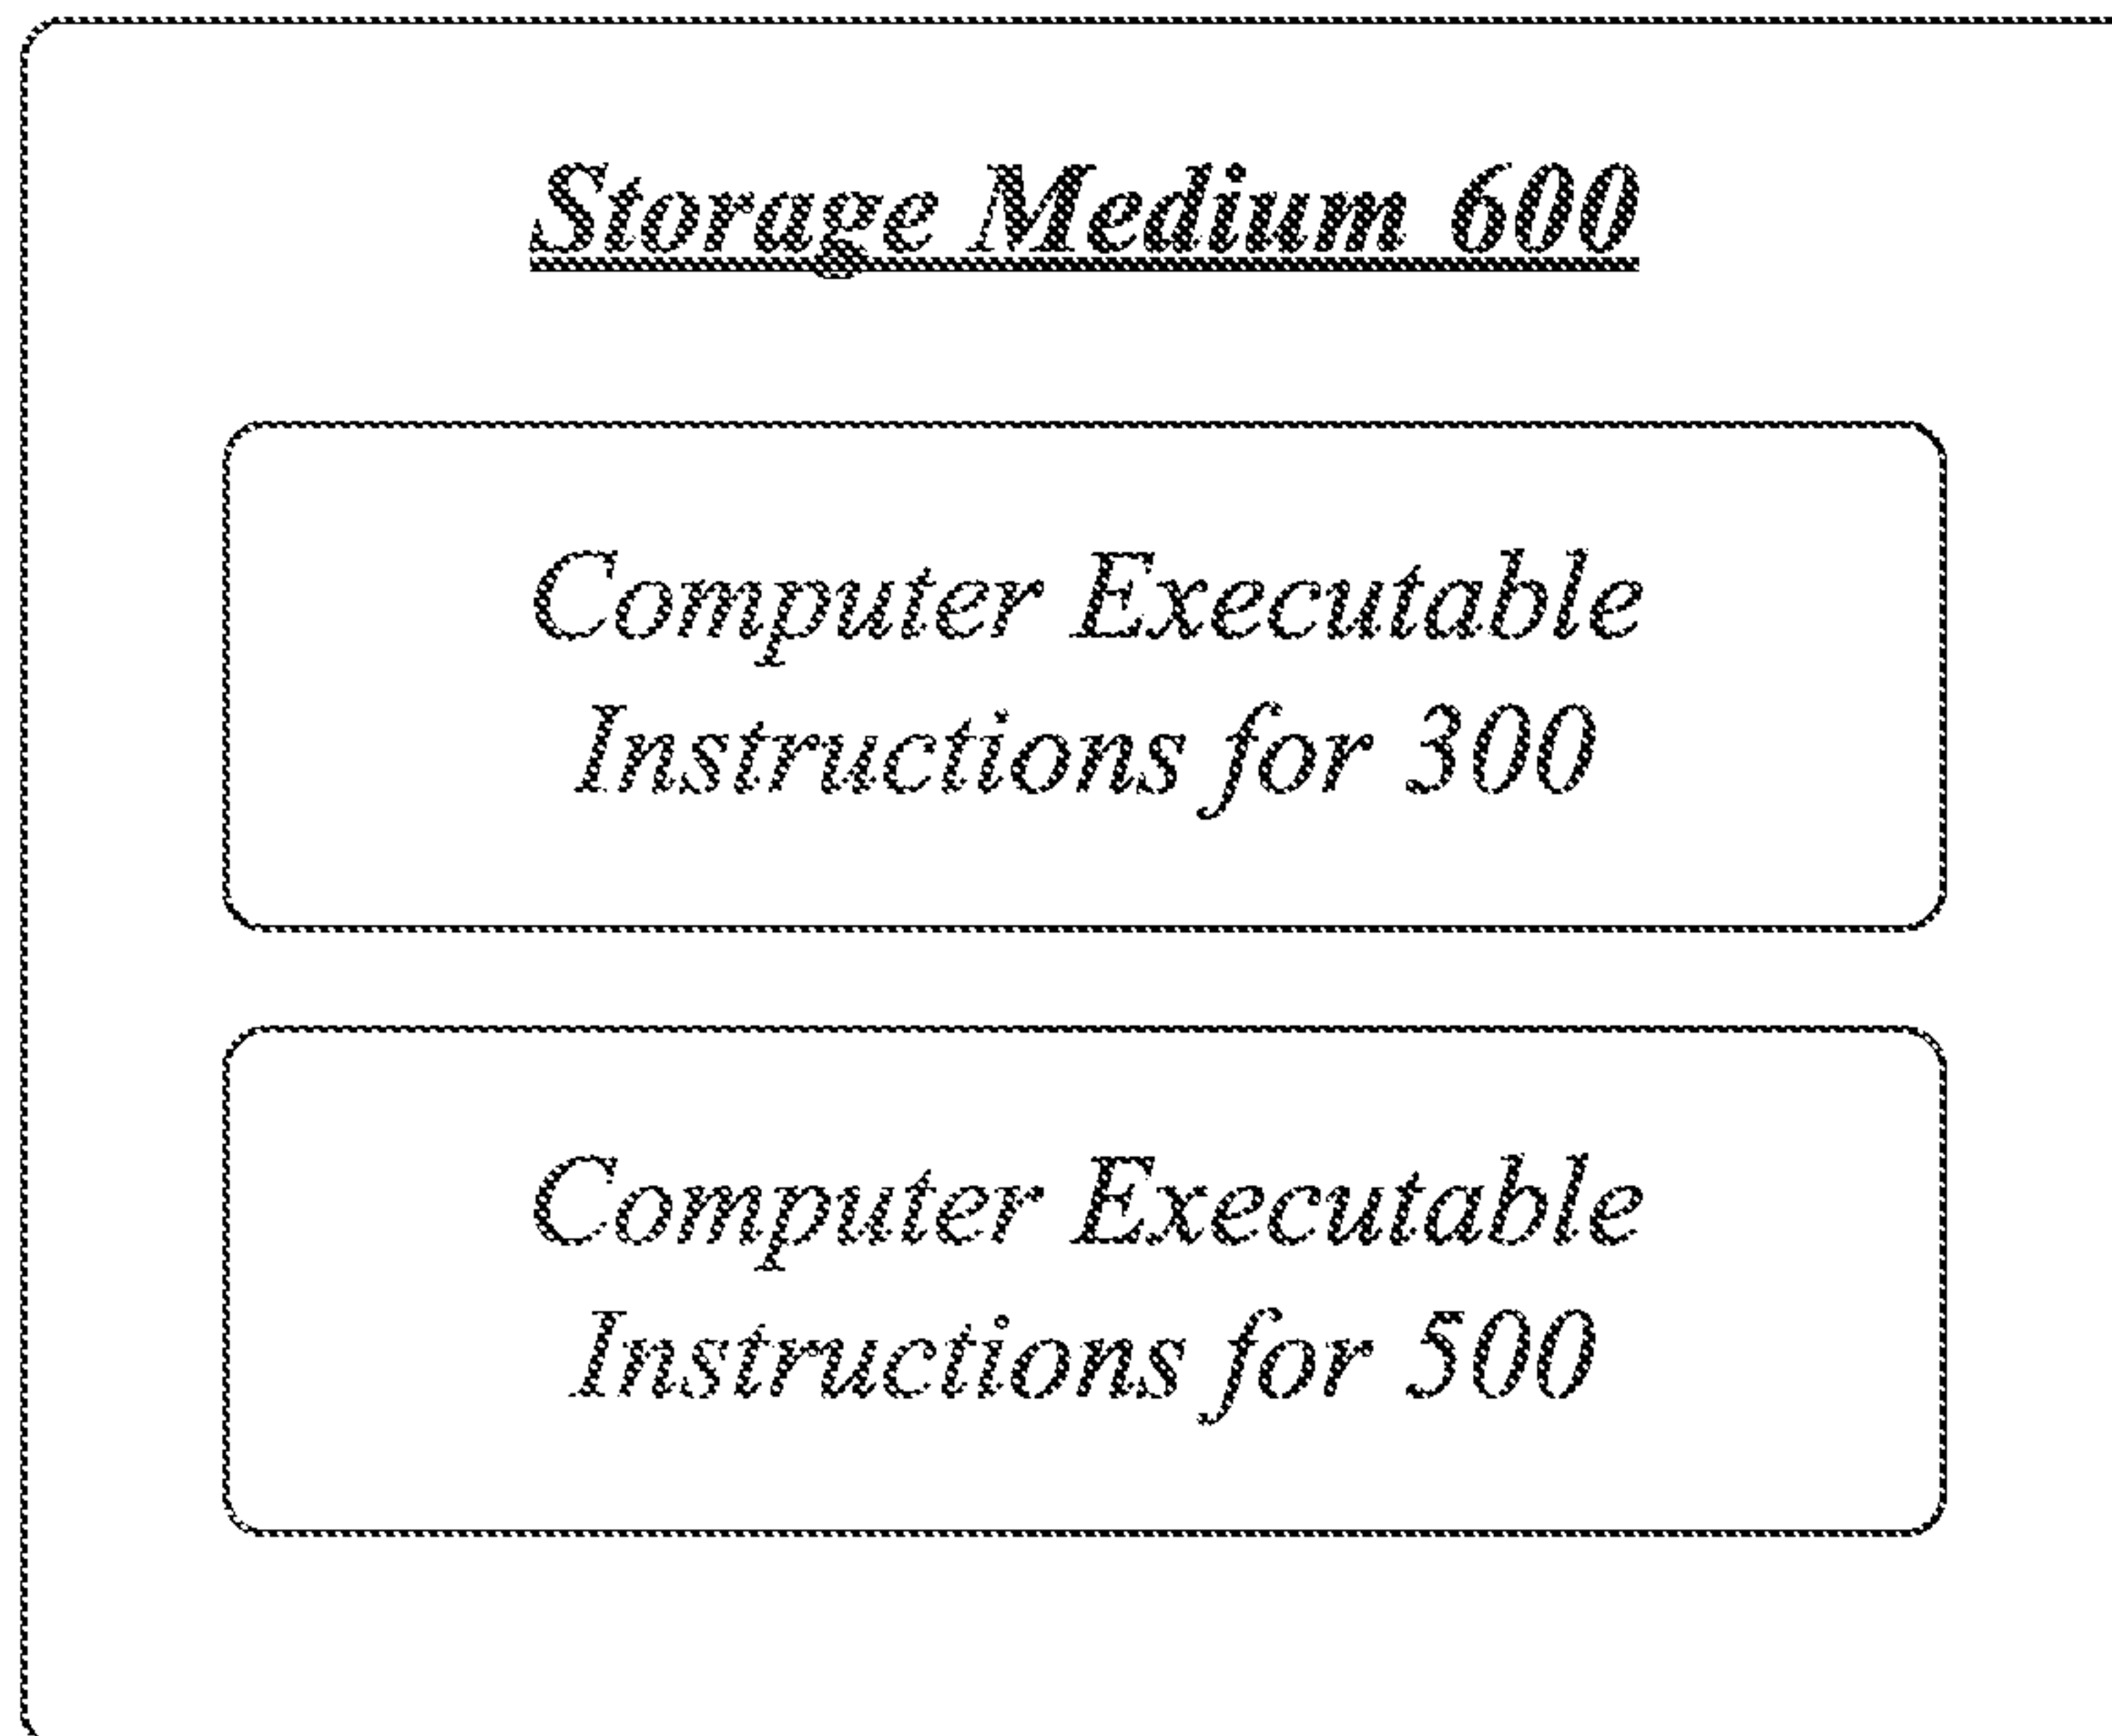 Storage Medium 600
Computer Executable
Instructions for 300
Computer Executable
Instructions for 500